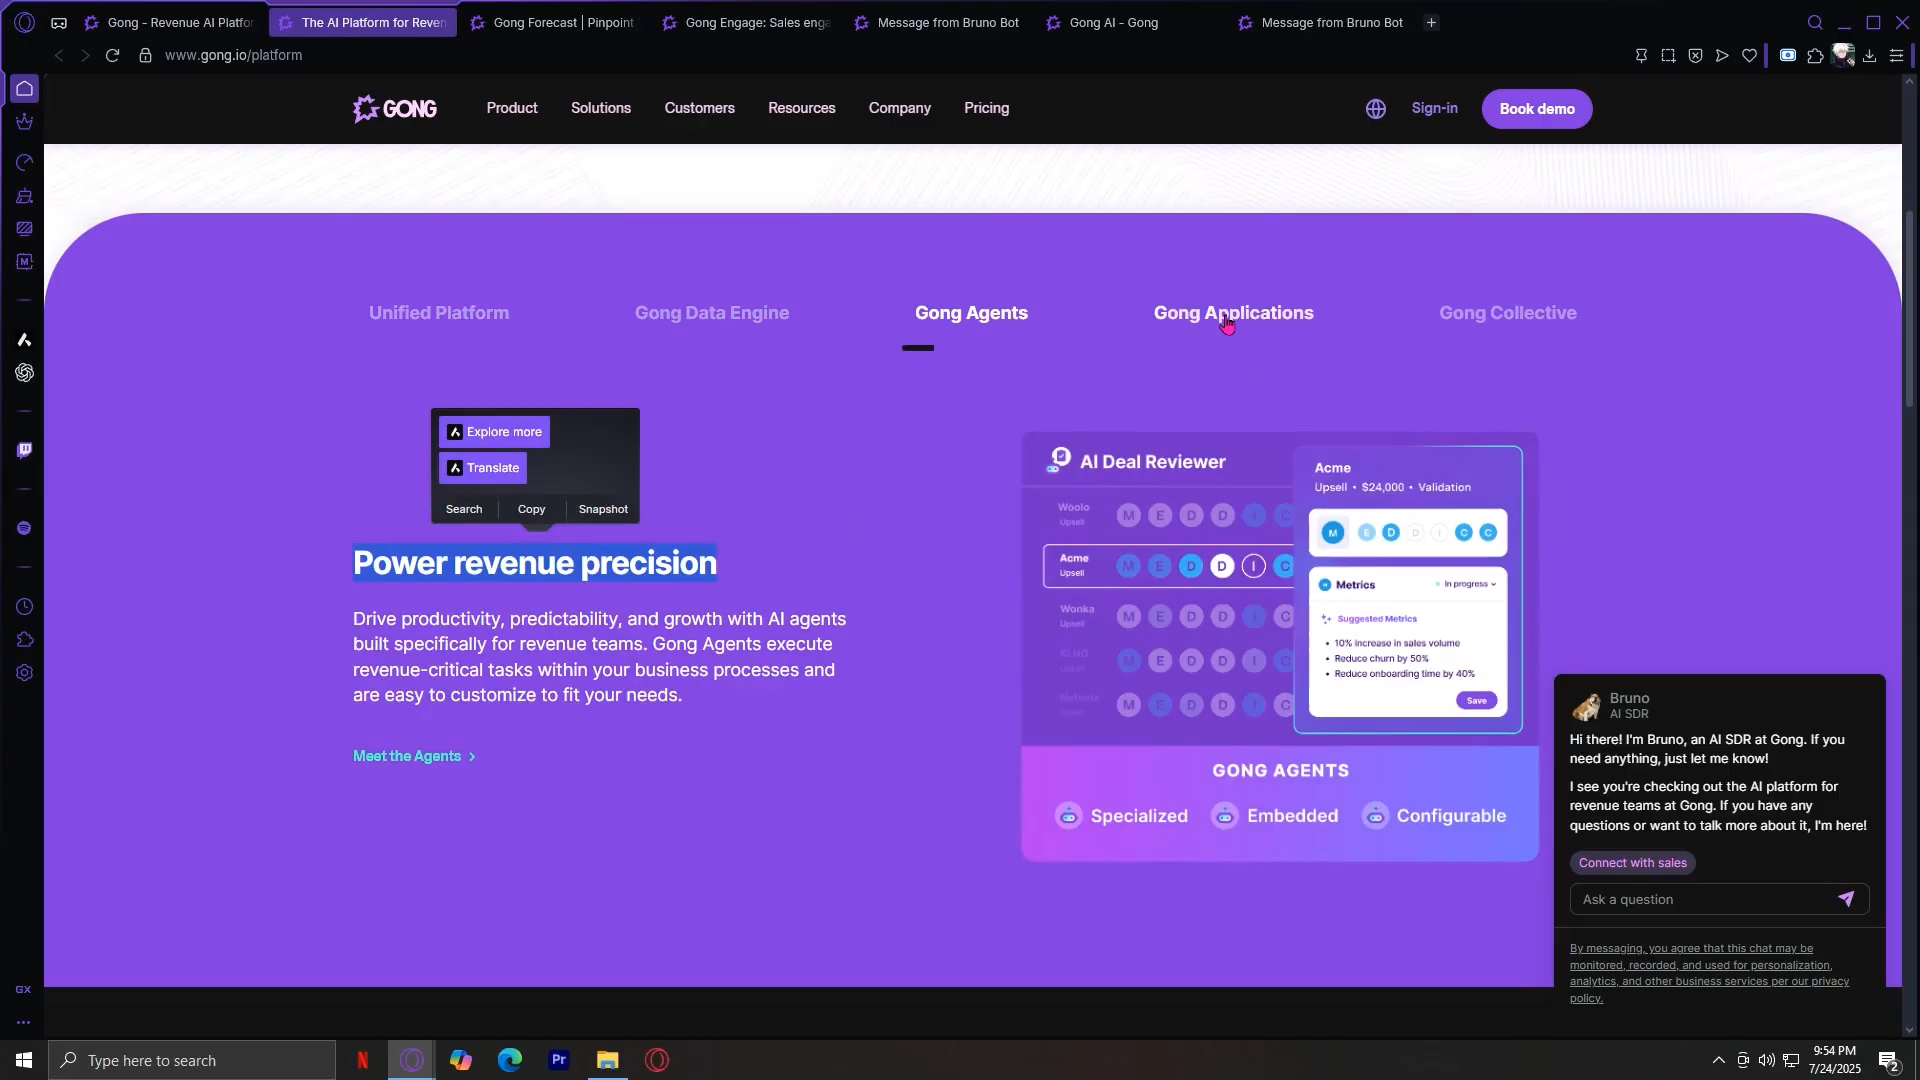 Gong - Revenue AI Platfor
The AI Platform for Reven
Gong Forecast | Pinpoint
Gong Engage: Sales enga
Message from Bruno Bot
Gong AI - Gong
Message from Bruno Bot
www.gong.io/platform
GONG
Product
Solutions
Customers
Resources
Company
Pricing
Sign-in
Book demo
Unified Platform
Gong Data Engine
Gong Agents
Gong Applications
Gong Collective
Explore more
Translate
Search
Copy
Snapshot
Power revenue precision
Drive productivity, predictability, and growth with AI agents
built specifically for revenue teams. Gong Agents execute
revenue-critical tasks within your business processes and
are easy to customize to fit your needs.
Meet the Agents
AI Deal Reviewer
Woolo
Upsell
M E D D I C
Acme
Upsell
M E D D I C
Wonka
Upsell
M E D D I C
M E D D I C
M E D D I C
Acme
Upsell • $24,000 • Validation
M E D D I C C
Metrics
In progress
Suggested Metrics
• 10% increase in sales volume
• Reduce churn by 50%
• Reduce onboarding time by 40%
Save
GONG AGENTS
Specialized
Embedded
Configurable
Bruno
AI SDR
Hi there! I'm Bruno, an AI SDR at Gong. If you
need anything, just let me know!
I see you're checking out the AI platform for
revenue teams at Gong. If you have any
questions or want to talk more about it, I'm here!
Connect with sales
Ask a question
By messaging, you agree that this chat may be
monitored, recorded, and used for personalization,
analytics, and other business services per our privacy
policy.
GX
Type here to search
N
Pr
9:54 PM
7/24/2025
2